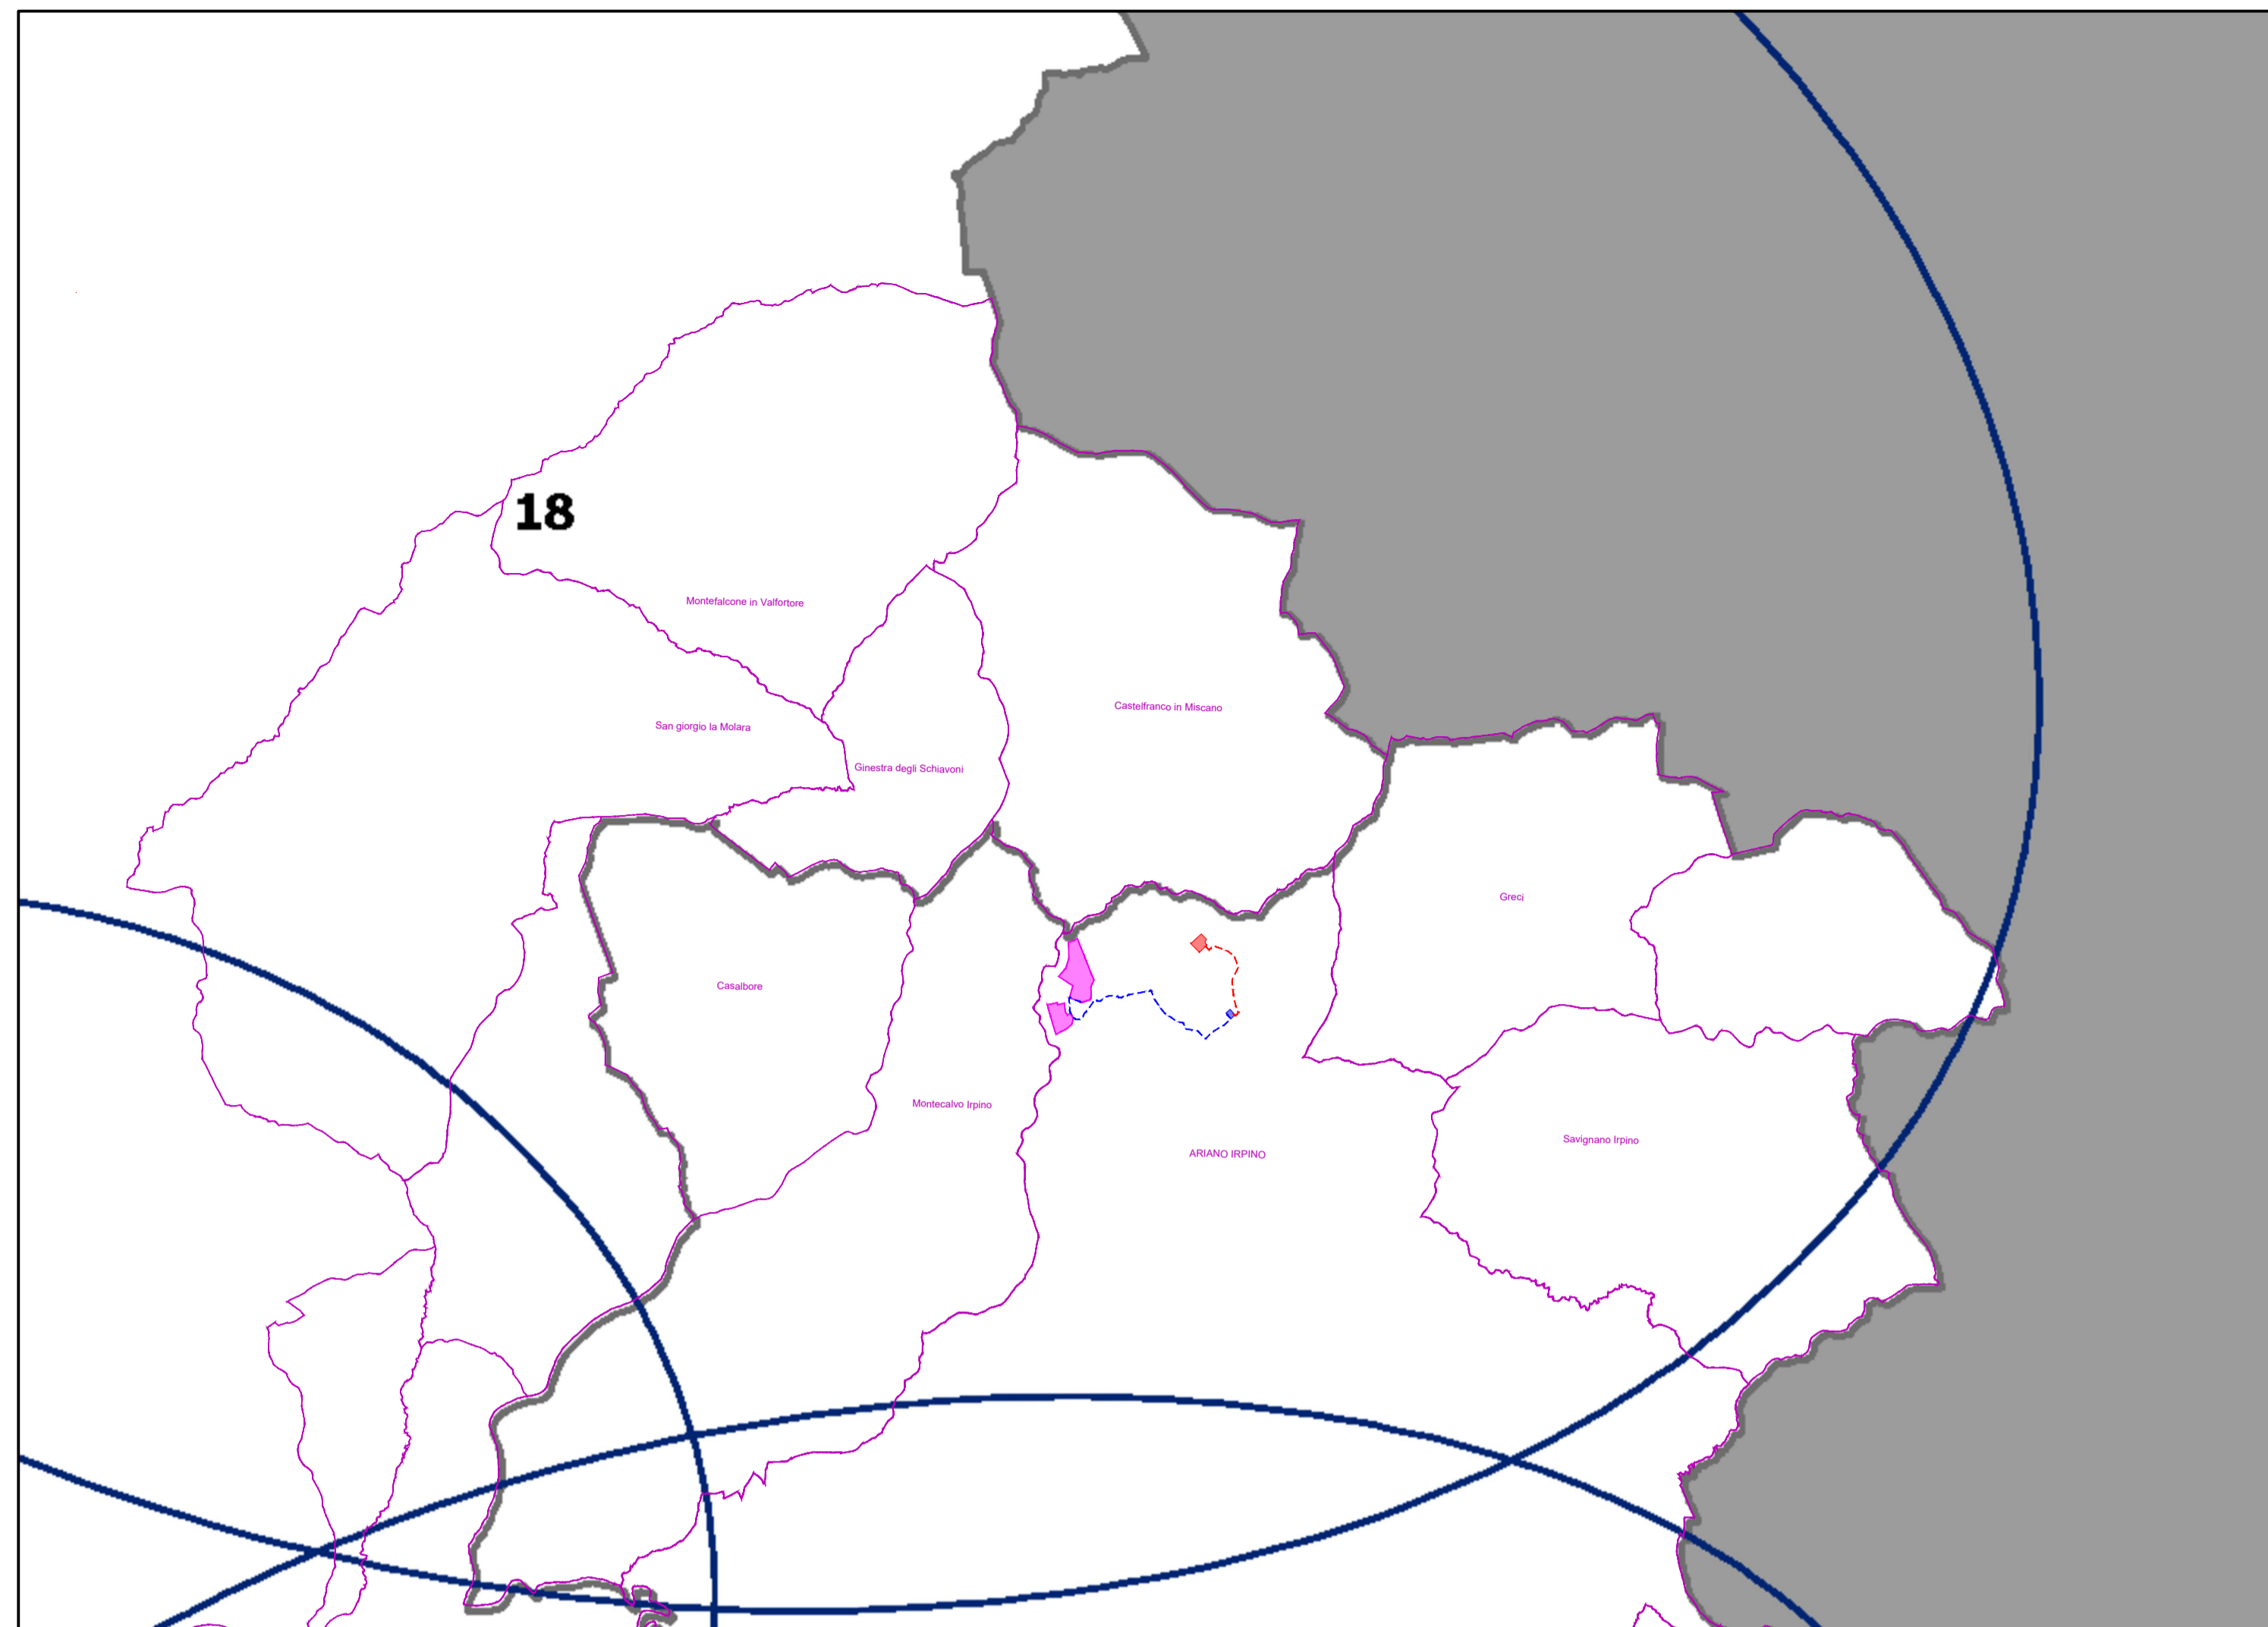 18
Montefalcone in Valfortore
Castelfranco in Miscano
San giorgio la Molara
Ginestra degli Schiavoni
Greci
Casalbore
Montecalvo Irpino
Savignano Irpino
ARIANO IRPINO